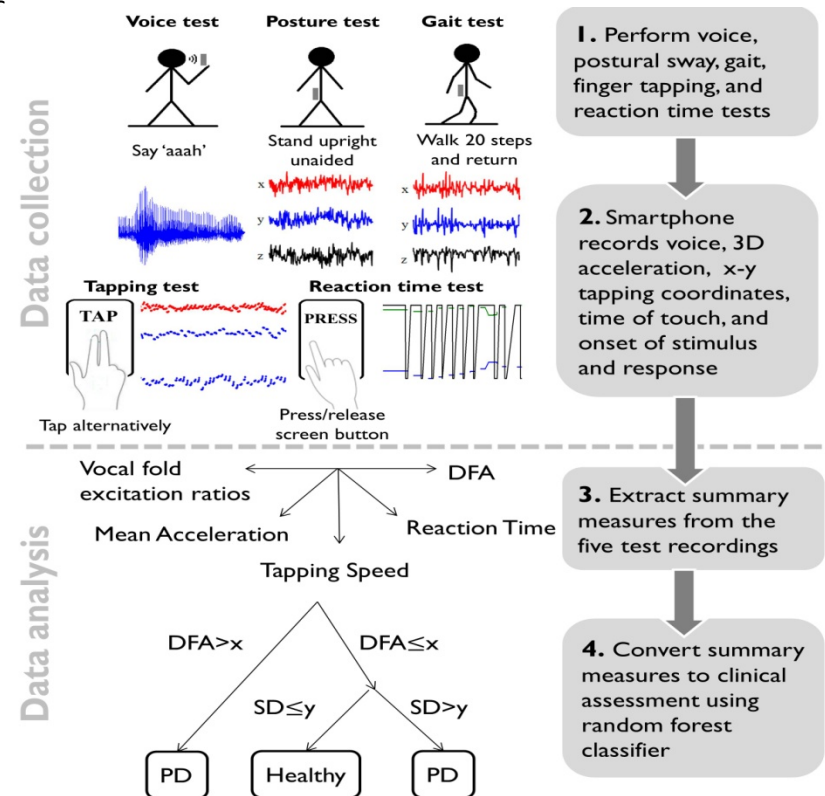 Voice test
Posture test
Gait test
Say ‘aaah’
Stand upright
unaided
Walk 20 steps
and return
x
y
z
x
y
z
Tapping test
Reaction time test
TAP
PRESS
Tap alternatively
Press/release
screen button
Data collection
1. Perform voice,
postural sway, gait,
finger tapping, and
reaction time tests
2. Smartphone
records voice, 3D
acceleration, x-y
tapping coordinates,
time of touch, and
onset of stimulus
and response
Data analysis
Vocal fold
excitation ratios
DFA
Mean Acceleration
Reaction Time
Tapping Speed
DFA>x
DFA≤x
SD≤y
SD>y
PD
Healthy
PD
3. Extract summary
measures from the
five test recordings
4. Convert summary
measures to clinical
assessment using
random forest
classifier